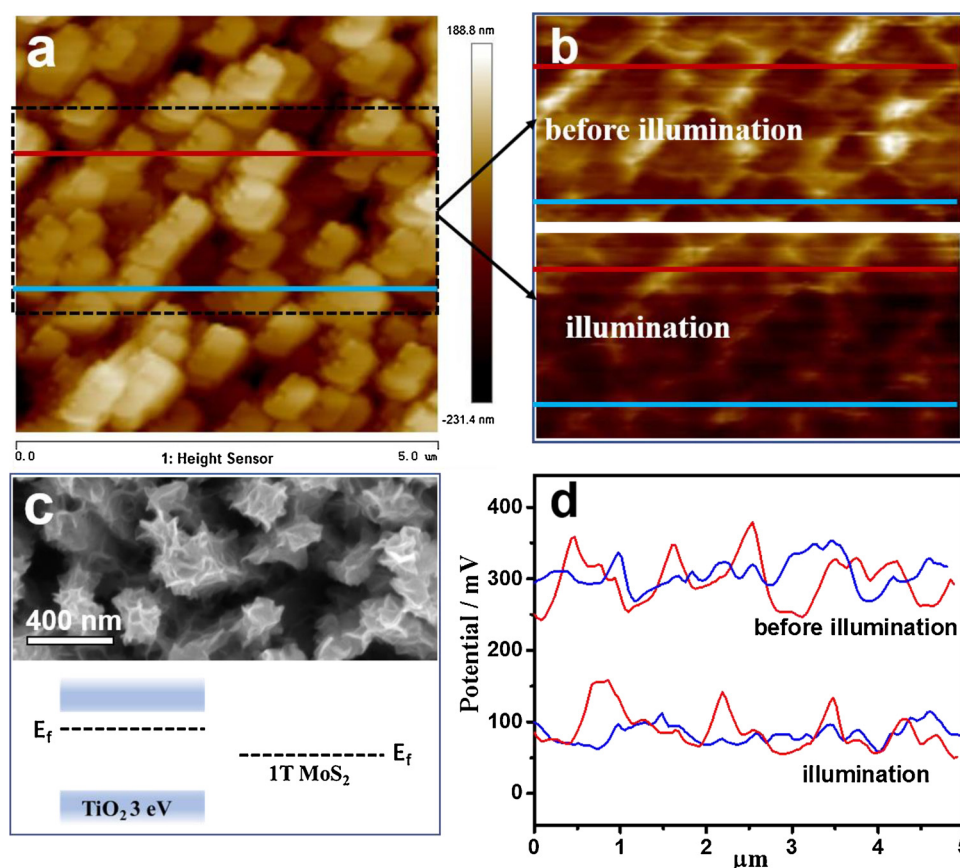 a
188.8 nm
-231.4 nm
0.0
1: Height Sensor
5.0 um
b
before illumination
illumination
c
400 nm
Ef
Ef
1T MoS2
TiO2 3 eV
d
Potential / mV
400
300
200
100
0
before illumination
illumination
0
1
2
3
4
5
μm